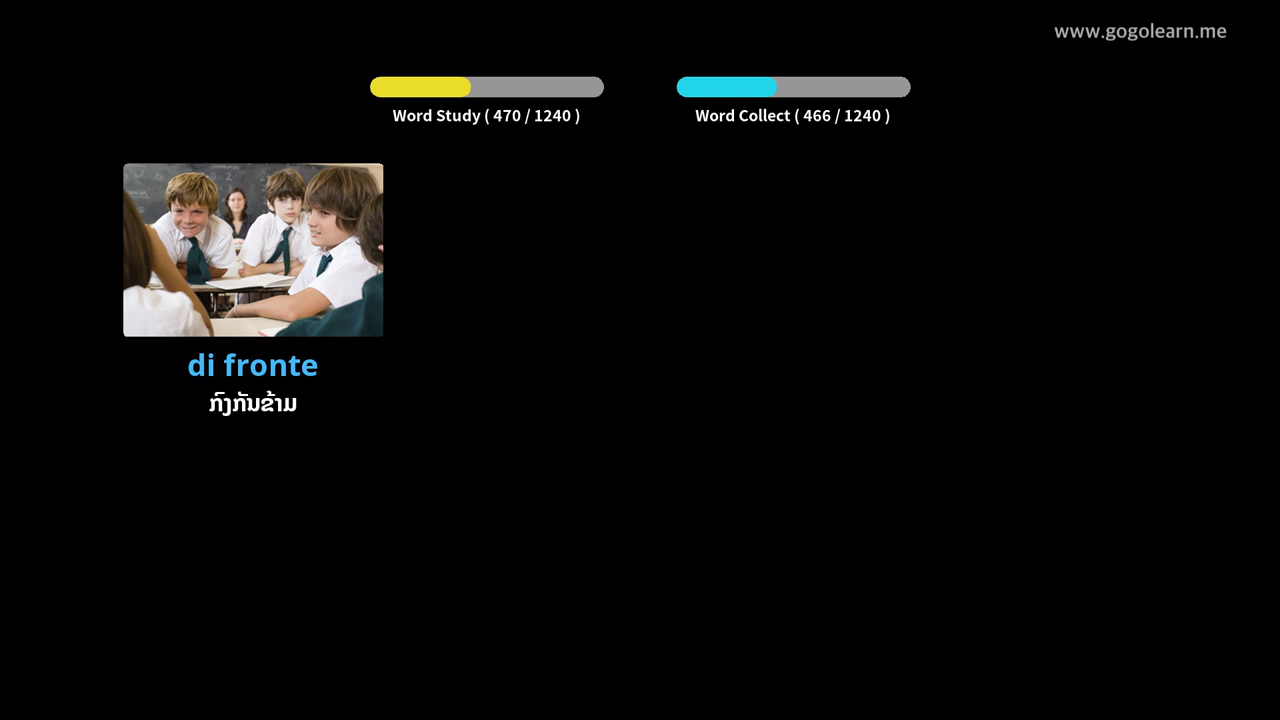 www.gogolearn.me
Word Study ( 470 / 1240 )
Word Collect ( 466 / 1240 )
di fronte
ກົງກັນຂ້າມ